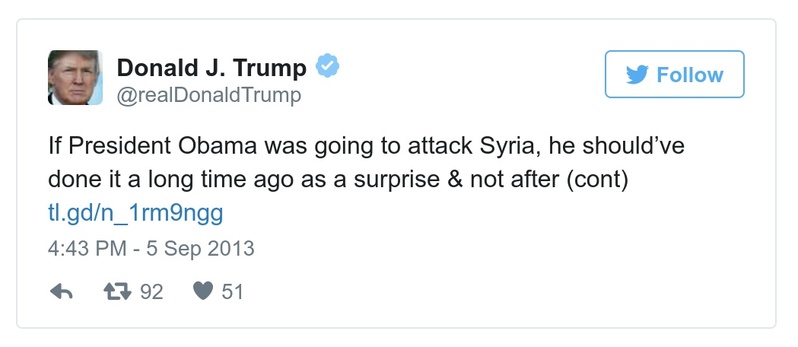 Donald J. Trump
@realDonaldTrump
Follow
If President Obama was going to attack Syria, he should’ve
done it a long time ago as a surprise & not after (cont)
tl.gd/n_1rm9ngg
4:43 PM - 5 Sep 2013
92 51